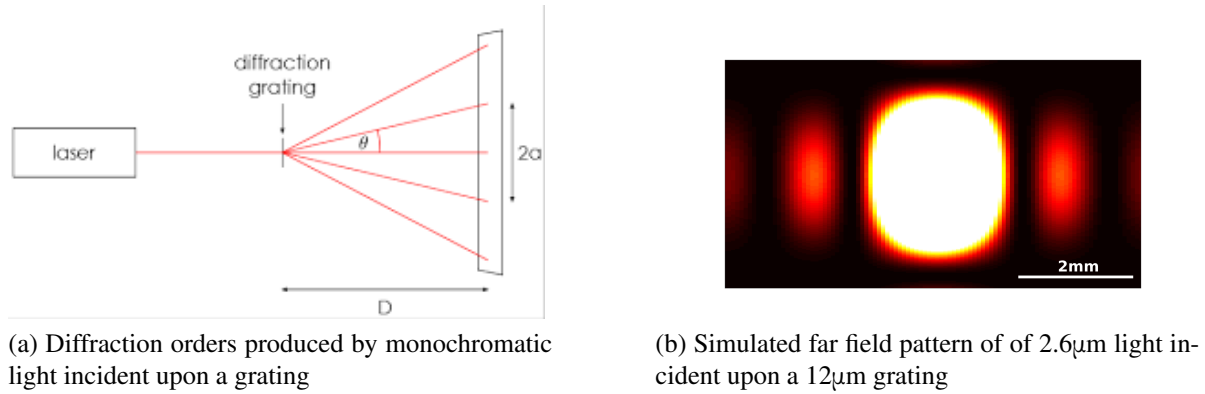 diffraction
grating
laser
θ
2a
D
2mm
(a) Diffraction orders produced by monochromatic
light incident upon a grating
(b) Simulated far field pattern of of 2.6µm light in-
cident upon a 12µm grating